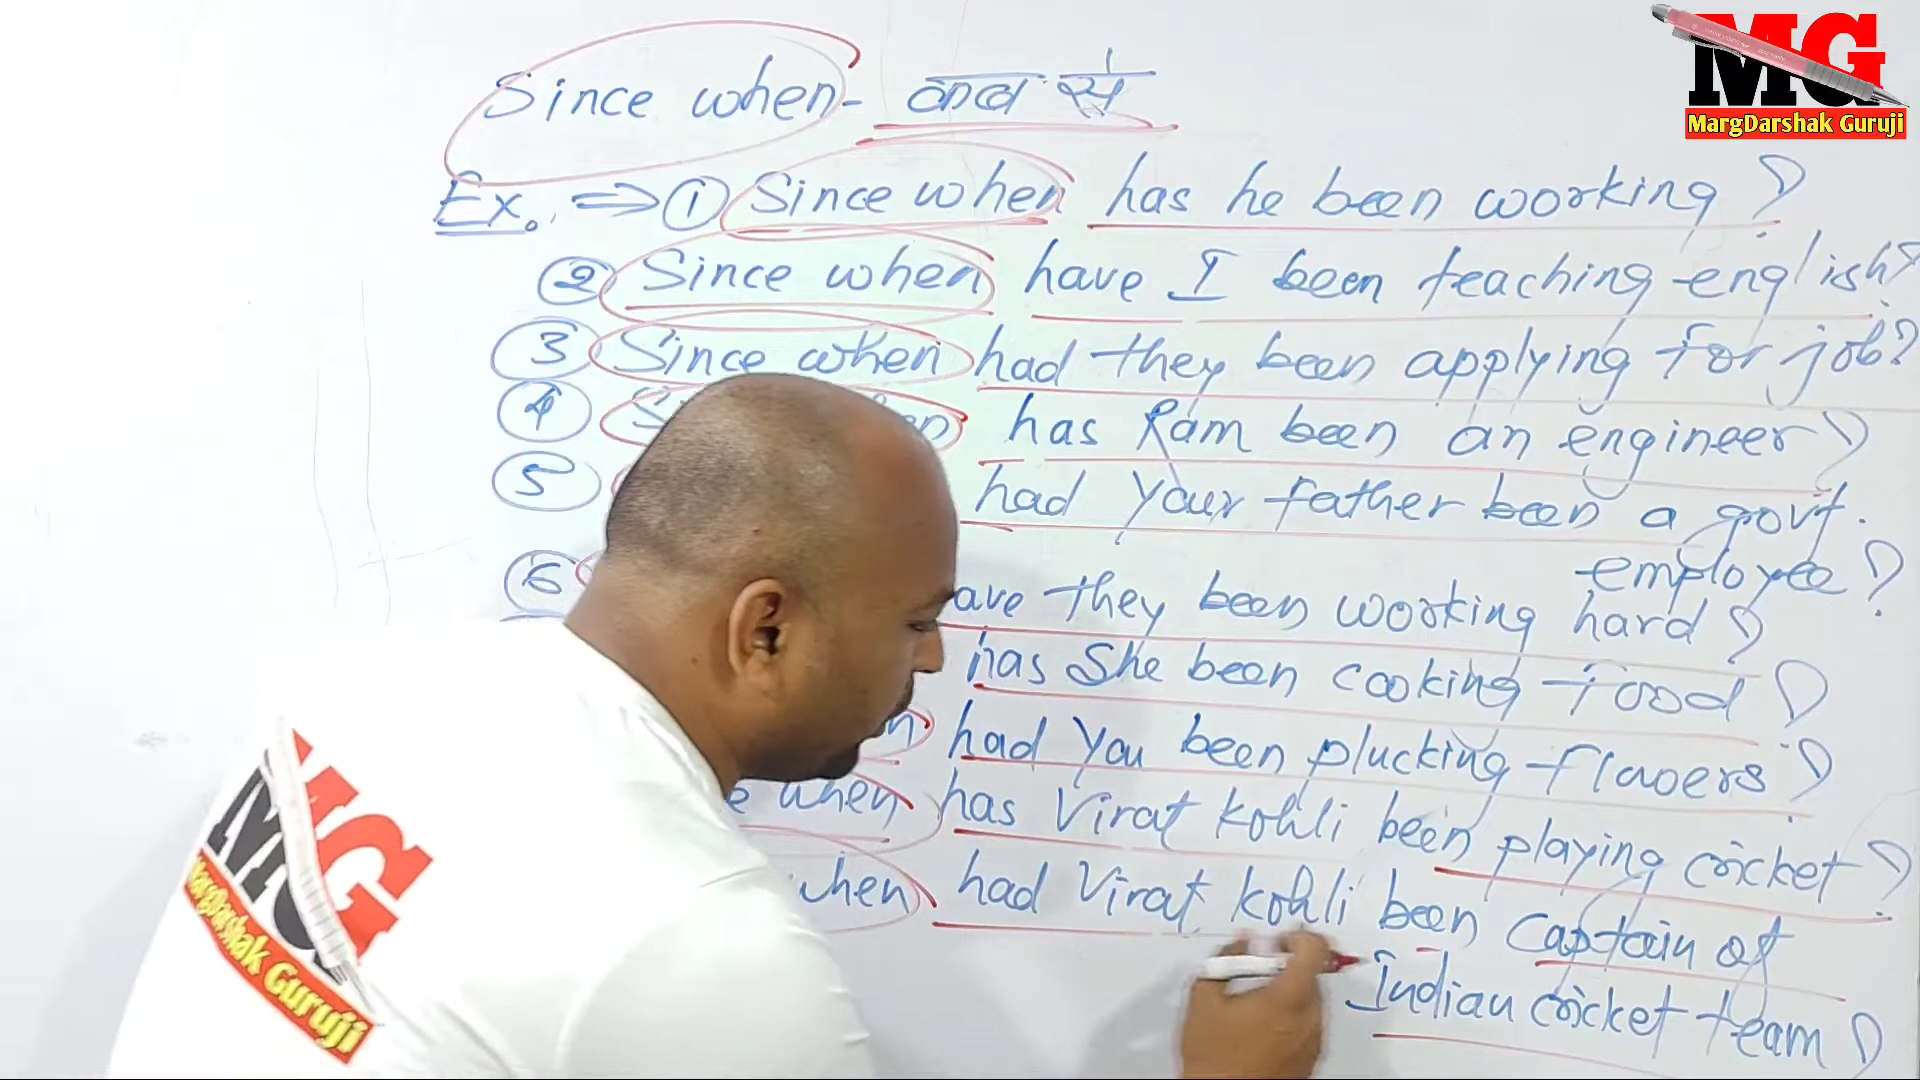 MG
MargDarshak Guruji
Since when- कब से
Ex. ⇒ ① Since when has he been working?
② Since when have I been teaching english?
③ Since when had they been applying for job?
④ has Ram been an engineer?
⑤ had your father been a govt.
employee?
⑥ they been working hard?
has She been cooking food?
had you been plucking flowers?
when has Virat Kohli been playing cricket?
when had Virat Kohli been Captain of
Indian cricket team?
MG
MargDarshak Guruji